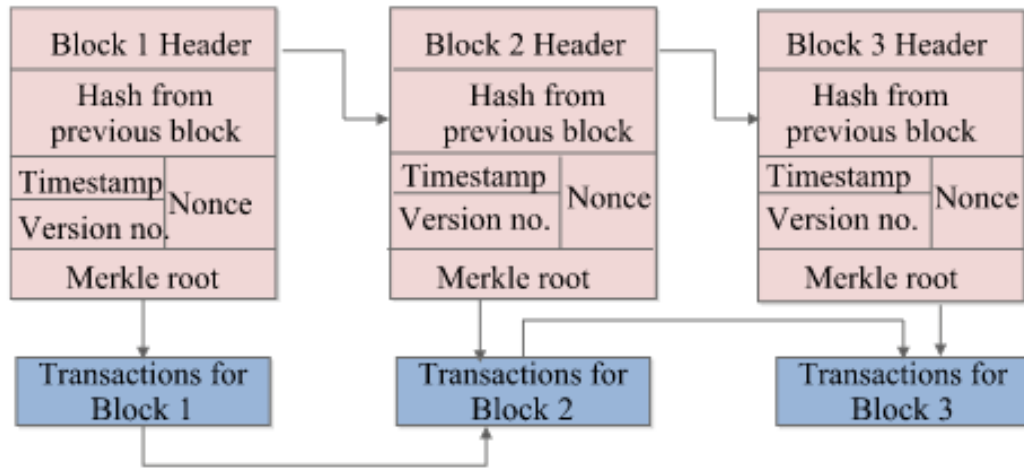 Block 1 Header
Hash from
previous block
Timestamp
Version no.
Nonce
Merkle root
Transactions for
Block 1
Block 2 Header
Hash from
previous block
Timestamp
Version no.
Nonce
Merkle root
Transactions for
Block 2
Block 3 Header
Hash from
previous block
Timestamp
Version no.
Nonce
Merkle root
Transactions for
Block 3